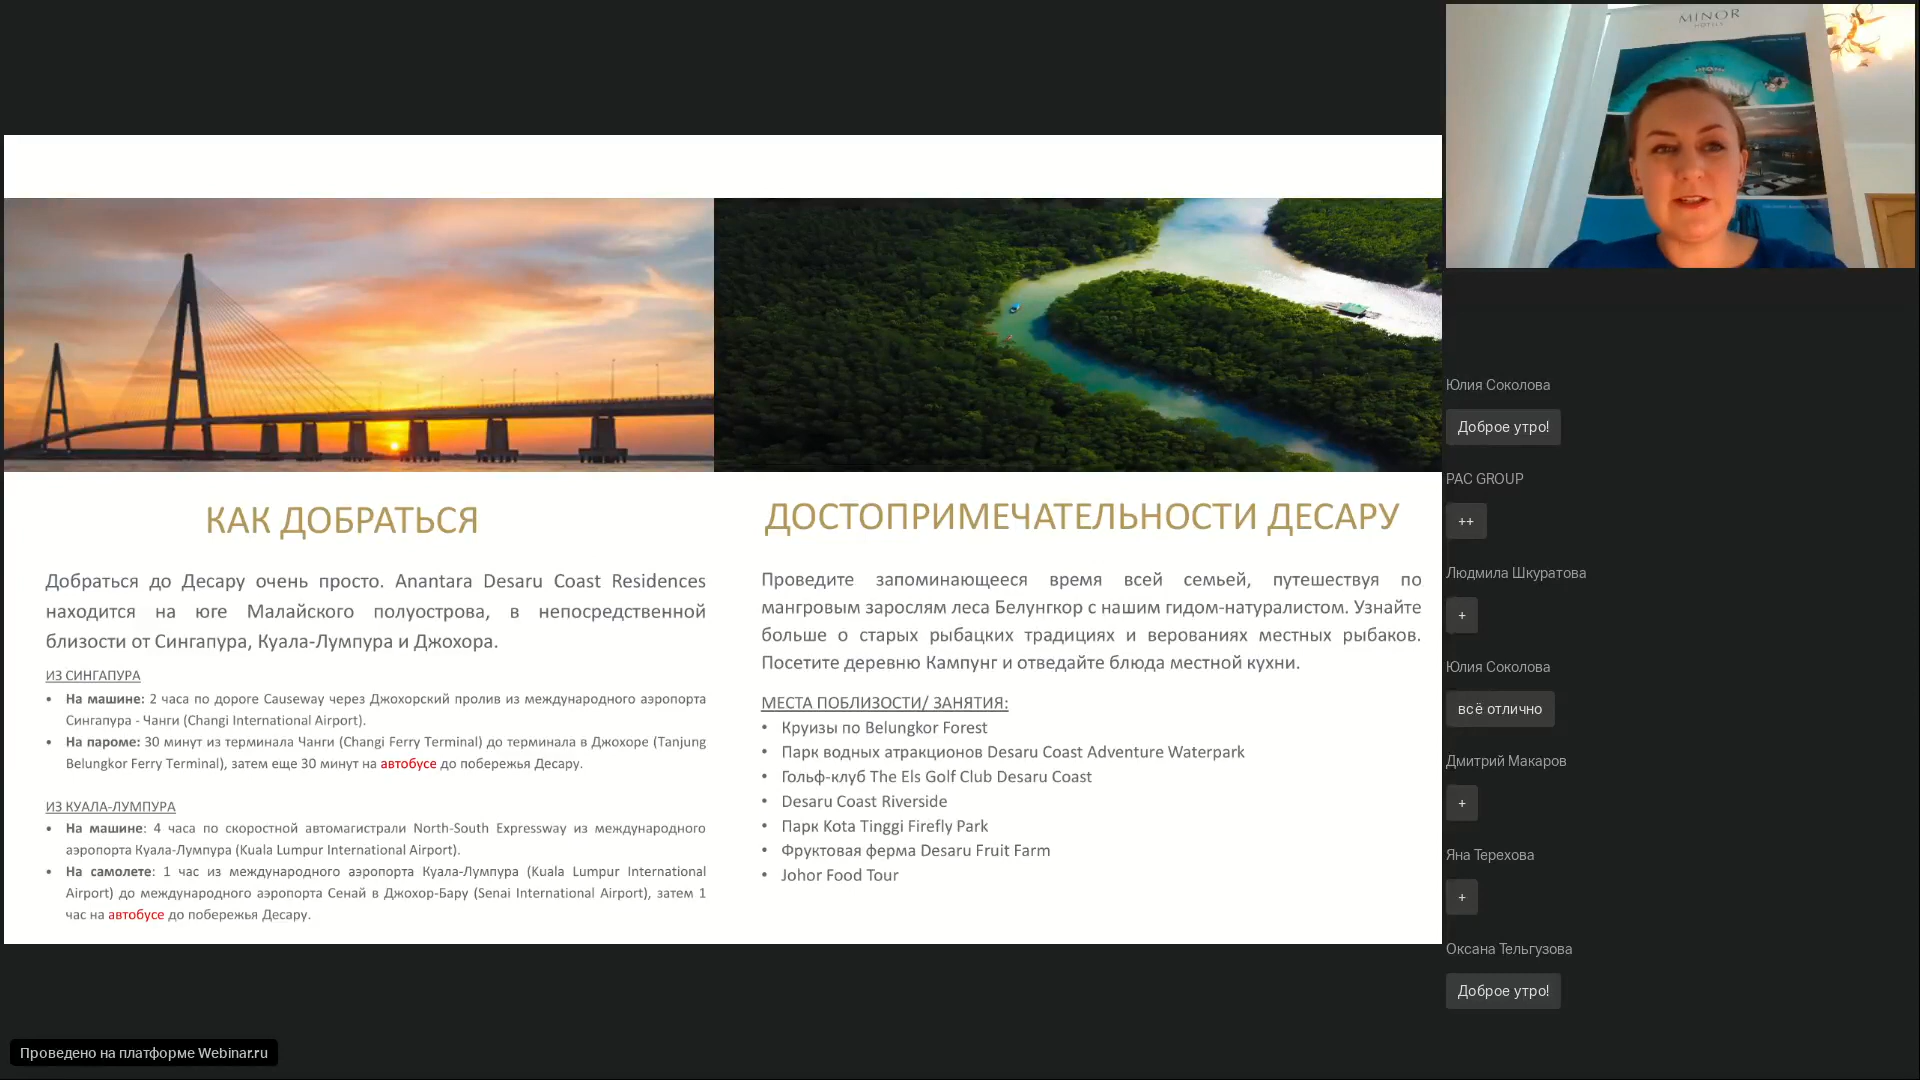 MINOR
HOTELS
КАК ДОБРАТЬСЯ
Добраться до Десару очень просто. Anantara Desaru Coast Residences
находится на юге Малайского полуострова, в непосредственной
близости от Сингапура, Куала-Лумпура и Джохора.
ИЗ СИНГАПУРА
• На машине: 2 часа по дороге Causeway через Джохорский пролив из международного аэропорта
Сингапура - Чанги (Changi International Airport).
• На пароме: 30 минут из терминала Чанги (Changi Ferry Terminal) до терминала в Джохоре (Tanjung
Belungkor Ferry Terminal), затем еще 30 минут на автобусе до побережья Десару.
ИЗ КУАЛА-ЛУМПУРА
• На машине: 4 часа по скоростной автомагистрали North-South Expressway из международного
аэропорта Куала-Лумпура (Kuala Lumpur International Airport).
• На самолете: 1 час из международного аэропорта Куала-Лумпура (Kuala Lumpur International
Airport) до международного аэропорта Сенай в Джохор-Бару (Senai International Airport), затем 1
час на автобусе до побережья Десару.
ДОСТОПРИМЕЧАТЕЛЬНОСТИ ДЕСАРУ
Проведите запоминающееся время всей семьей, путешествуя по
мангровым зарослям леса Белунгкор с нашим гидом-натуралистом. Узнайте
больше о старых рыбацких традициях и верованиях местных рыбаков.
Посетите деревню Кампунг и отведайте блюда местной кухни.
МЕСТА ПОБЛИЗОСТИ/ ЗАНЯТИЯ:
• Круизы по Belungkor Forest
• Парк водных атракционов Desaru Coast Adventure Waterpark
• Гольф-клуб The Els Golf Club Desaru Coast
• Desaru Coast Riverside
• Парк Kota Tinggi Firefly Park
• Фруктовая ферма Desaru Fruit Farm
• Johor Food Tour
Юлия Соколова
Доброе утро!
PAC GROUP
++
Людмила Шкуратова
+
Юлия Соколова
всё отлично
Дмитрий Макаров
+
Яна Терехова
+
Оксана Тельгузова
Доброе утро!
Проведено на платформе Webinar.ru